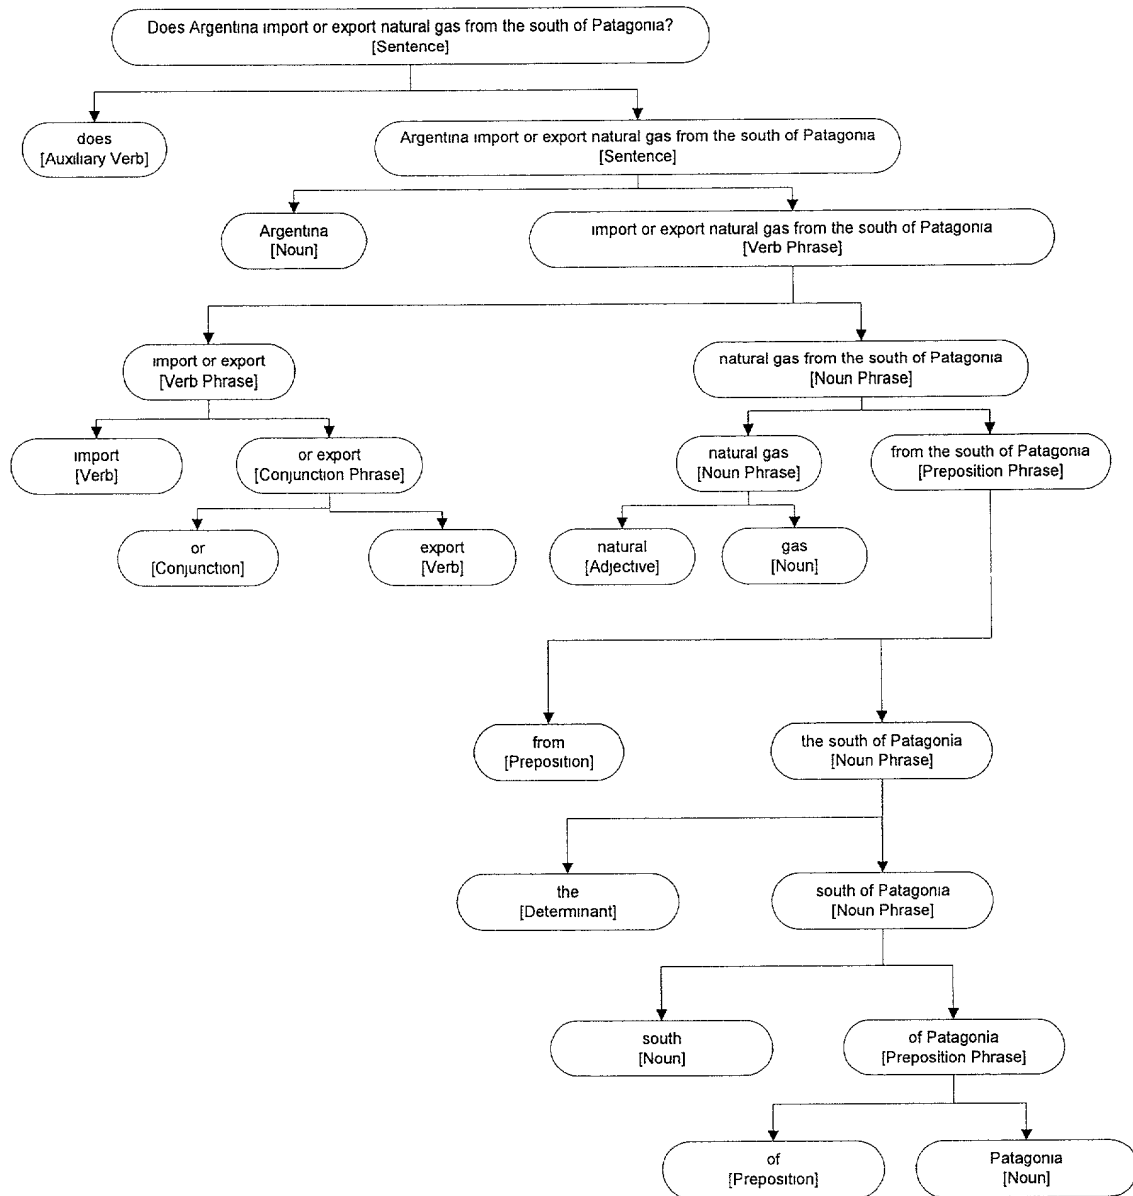 Does Argentina import or export natural gas from the south of Patagonia?
[Sentence]
does
[Auxiliary Verb]
Argentina import or export natural gas from the south of Patagonia
[Sentence]
Argentina
[Noun]
import or export natural gas from the south of Patagonia
[Verb Phrase]
import or export
[Verb Phrase]
natural gas from the south of Patagonia
[Noun Phrase]
import
[Verb]
or export
[Conjunction Phrase]
natural gas
[Noun Phrase]
from the south of Patagonia
[Preposition Phrase]
or
[Conjunction]
export
[Verb]
natural
[Adjective]
gas
[Noun]
from
[Preposition]
the south of Patagonia
[Noun Phrase]
the
[Determinant]
south of Patagonia
[Noun Phrase]
south
[Noun]
of Patagonia
[Preposition Phrase]
of
[Preposition]
Patagonia
[Noun]